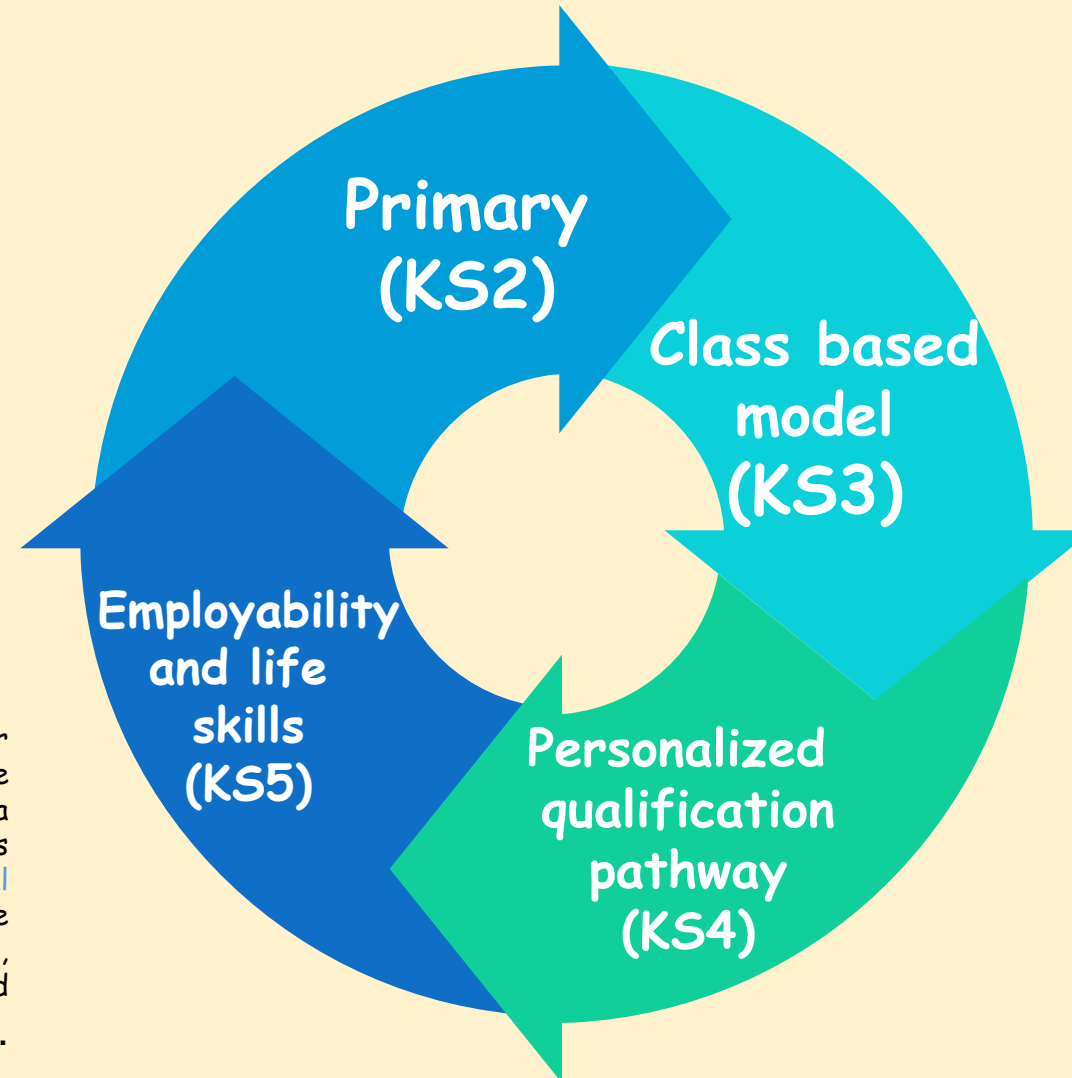 Primary
(KS2)
Class based
model
(KS3)
Personalized
qualification
pathway
(KS4)
Employability
and life
skills
(KS5)